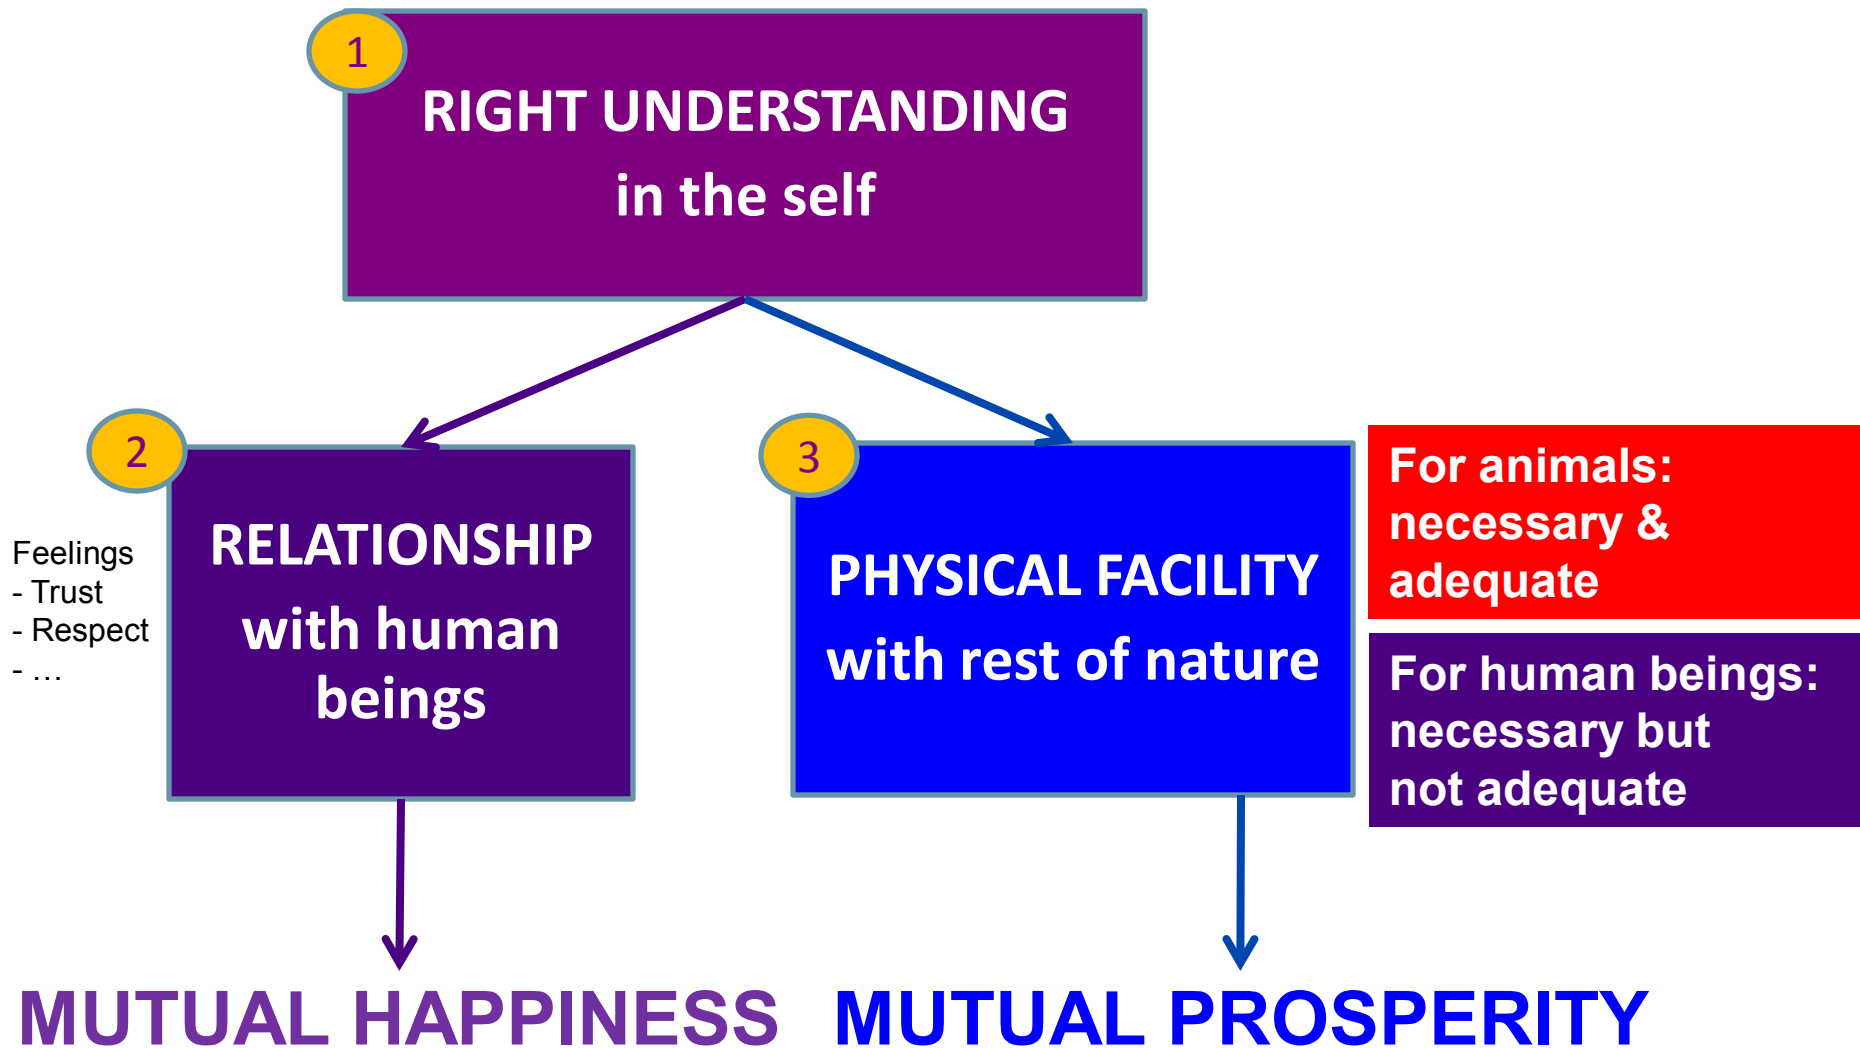 1
RIGHT UNDERSTANDING
in the self
2
RELATIONSHIP
with human
beings
Feelings
- Trust
- Respect
- …
3
PHYSICAL FACILITY
with rest of nature
For animals:
necessary &
adequate
For human beings:
necessary but
not adequate
MUTUAL HAPPINESS
MUTUAL PROSPERITY